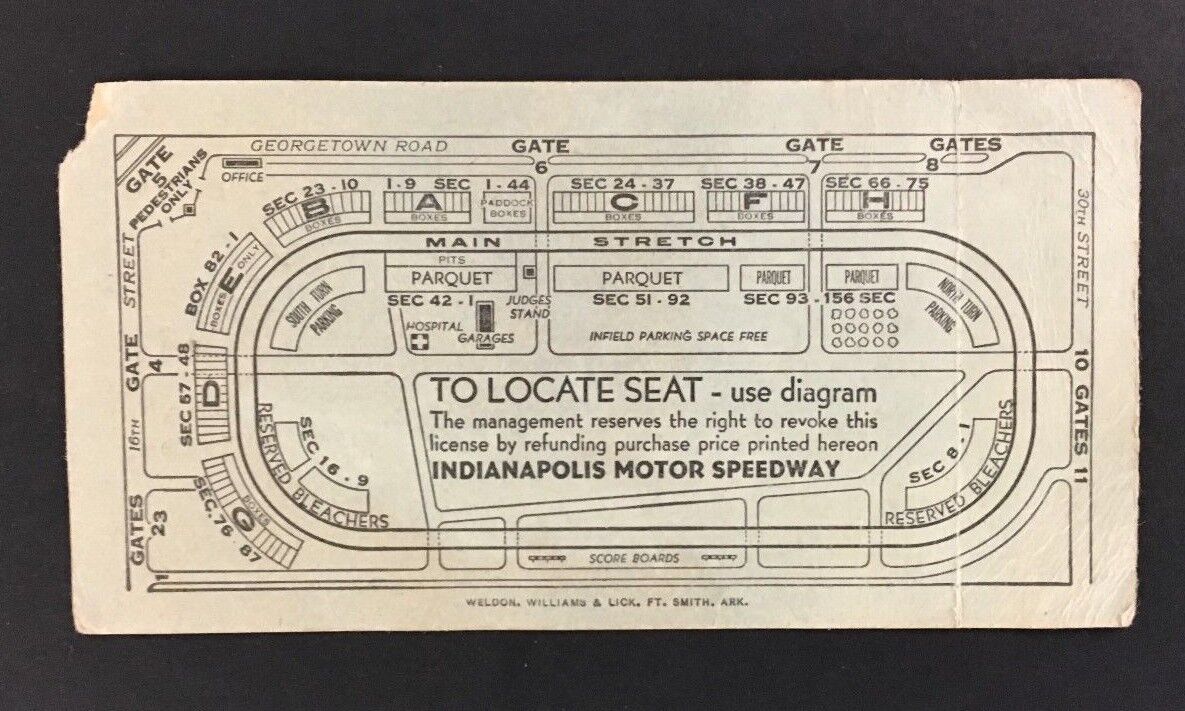 GEORGETOWN ROAD
GATE
6
GATE
7
GATES
8
GATE
5
PEDESTRIANS
ONLY
OFFICE
SEC 23 - 10
B
BOXES
1-9 SEC
A
BOXES
1-44
PADDOCK
BOXES
SEC 24 - 37
C
BOXES
SEC 38 - 47
F
BOXES
SEC 66 - 75
H
BOXES
30TH STREET
MAIN STRETCH
BOX 82 - 1
BOXES E ONLY
SOUTH TURN
PARKING
PITS
PARQUET
SEC 42 - 1
JUDGES
STAND
PARQUET
SEC 51 - 92
PARQUET
PARQUET
SEC 93 - 156 SEC
NORTH TURN
PARKING
HOSPITAL
GARAGES
INFIELD PARKING SPACE FREE
16TH STREET
GATE
4
SEC 67 - 48
D
TO LOCATE SEAT - use diagram
The management reserves the right to revoke this
license by refunding purchase price printed hereon
INDIANAPOLIS MOTOR SPEEDWAY
SEC 16 - 9
RESERVED BLEACHERS
SEC 8 - 1
RESERVED BLEACHERS
10 GATES 11
SEC. 76 87
G
BOXES
GATES
23
1
SCORE BOARDS
WELDON, WILLIAMS & LICK, FT. SMITH, ARK.